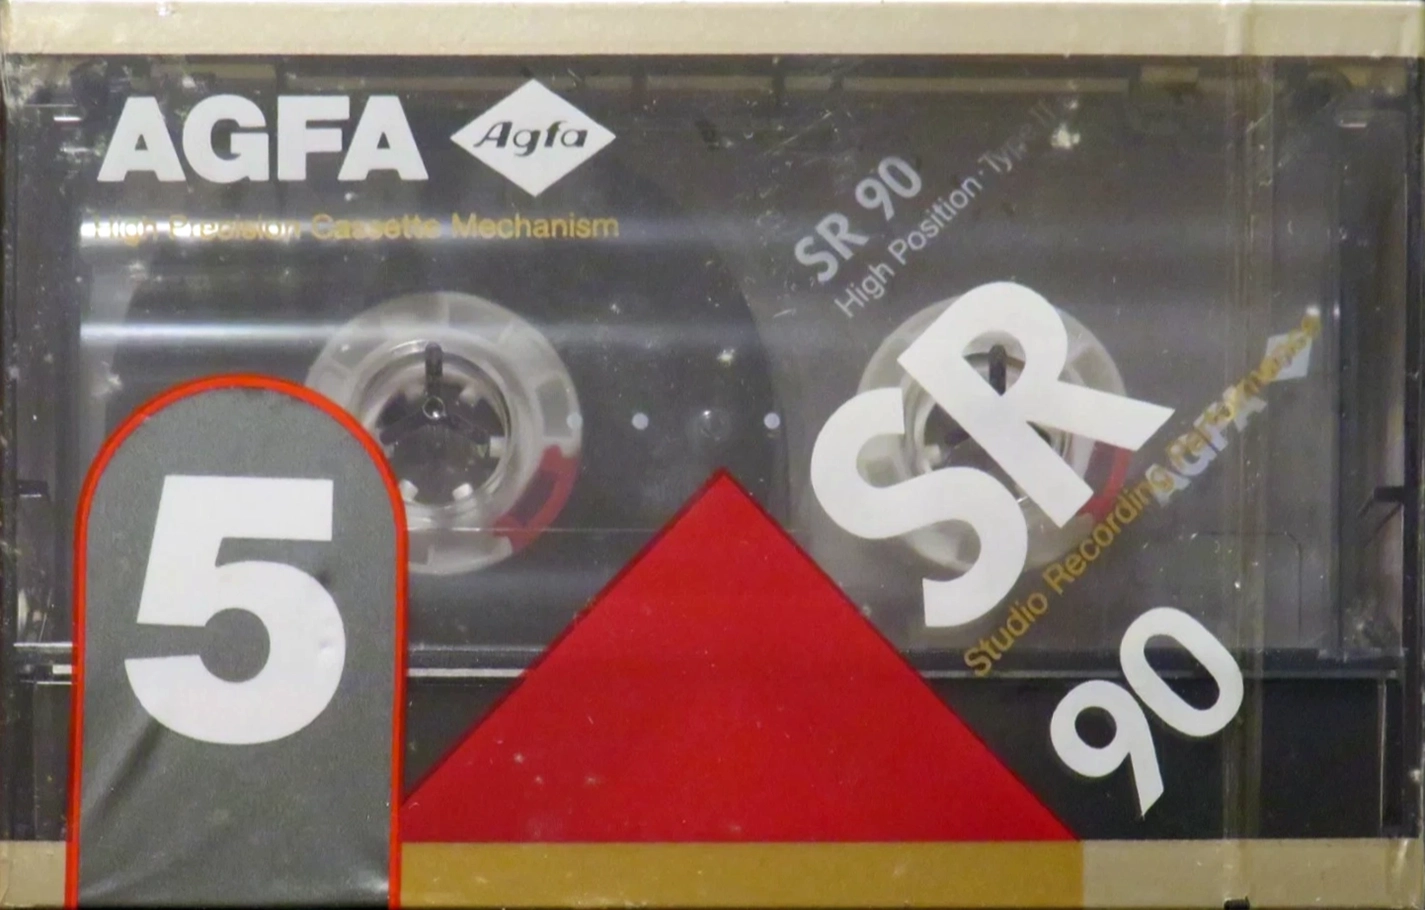 AGFA Agfa
High Precision Cassette Mechanism
SR 90
High Position · Type II
SR
Studio Recording Performance
AGFA
90
5